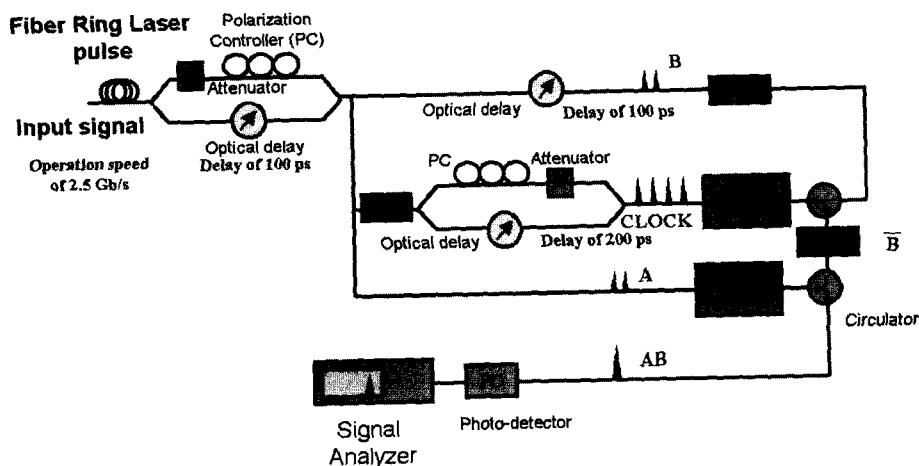 Fiber Ring Laser
pulse
Polarization
Controller (PC)
Attenuator
Input signal
Optical delay
Delay of 100 ps
Operation speed
of 2.5 Gb/s
B
Optical delay
Delay of 100 ps
PC
Attenuator
CLOCK
Optical delay
Delay of 200 ps
B
A
Circulator
AB
Photo-detector
Signal
Analyzer